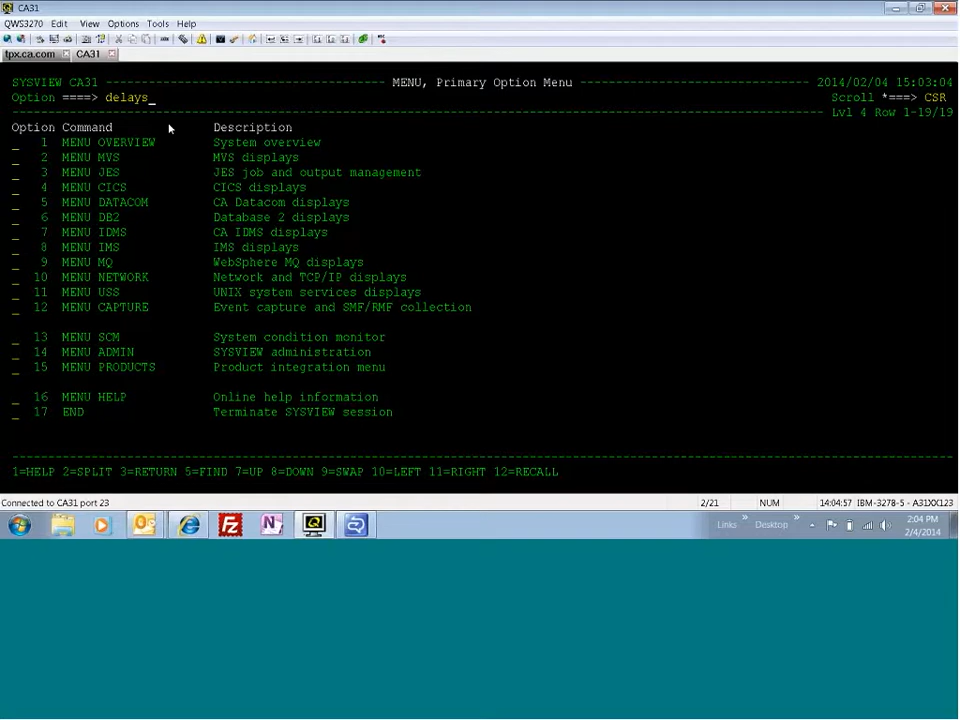 CA31
QWS3270 Edit View Options Tools Help
tpx.ca.com CA31
SYSVIEW CA31 --------------------------------------- MENU, Primary Option Menu --------------------------------- 2014/02/04 15:03:04
Option ====> delays_ Scroll *===> CSR
Lvl 4 Row 1-19/19
Option Command Description
_ 1 MENU OVERVIEW System overview
_ 2 MENU MVS MVS displays
_ 3 MENU JES JES job and output management
_ 4 MENU CICS CICS displays
_ 5 MENU DATACOM CA Datacom displays
_ 6 MENU DB2 Database 2 displays
_ 7 MENU IDMS CA IDMS displays
_ 8 MENU IMS IMS displays
_ 9 MENU MQ WebSphere MQ displays
_ 10 MENU NETWORK Network and TCP/IP displays
_ 11 MENU USS UNIX system services displays
_ 12 MENU CAPTURE Event capture and SMF/RMF collection
_ 13 MENU SCM System condition monitor
_ 14 MENU ADMIN SYSVIEW administration
_ 15 MENU PRODUCTS Product integration menu
_ 16 MENU HELP Online help information
_ 17 END Terminate SYSVIEW session
1=HELP 2=SPLIT 3=RETURN 5=FIND 7=UP 8=DOWN 9=SWAP 10=LEFT 11=RIGHT 12=RECALL
Connected to CA31 port 23 2/21 NUM 14:04:57 IBM-3278-5 - A31XX123
Links » Desktop » 2:04 PM
2/4/2014